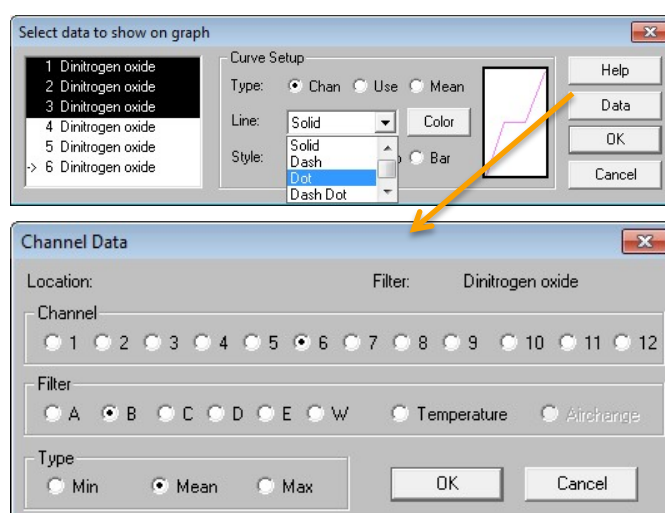 Select data to show on graph
1 Dinitrogen oxide
2 Dinitrogen oxide
3 Dinitrogen oxide
4 Dinitrogen oxide
5 Dinitrogen oxide
-> 6 Dinitrogen oxide
Curve Setup
Type: Chan Use Mean
Line: Solid Color
Solid
Dash
Dot
Dash Dot
Style: Bar
Help
Data
OK
Cancel
Channel Data
Location: Filter: Dinitrogen oxide
Channel
1 2 3 4 5 6 7 8 9 10 11 12
Filter
A B C D E W Temperature Airchange
Type
Min Mean Max OK Cancel